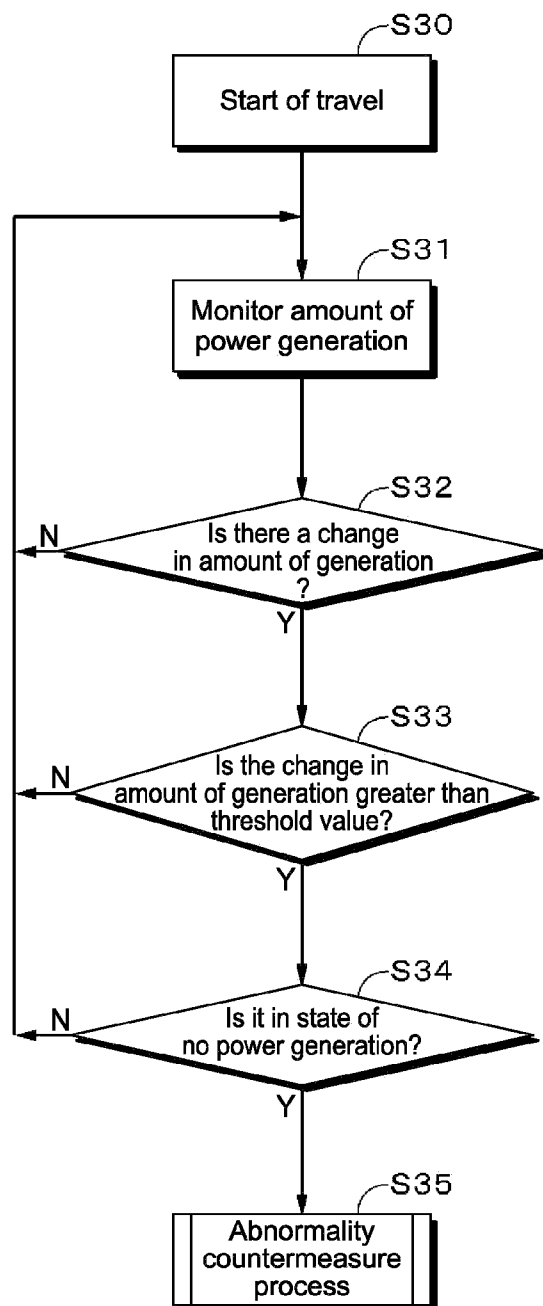 S30
Start of travel
S31
Monitor amount of
power generation
S32
N
Is there a change
in amount of generation
?
Y
S33
N
Is the change in
amount of generation greater than
threshold value?
Y
S34
N
Is it in state of
no power generation?
Y
S35
Abnormality
countermeasure
process